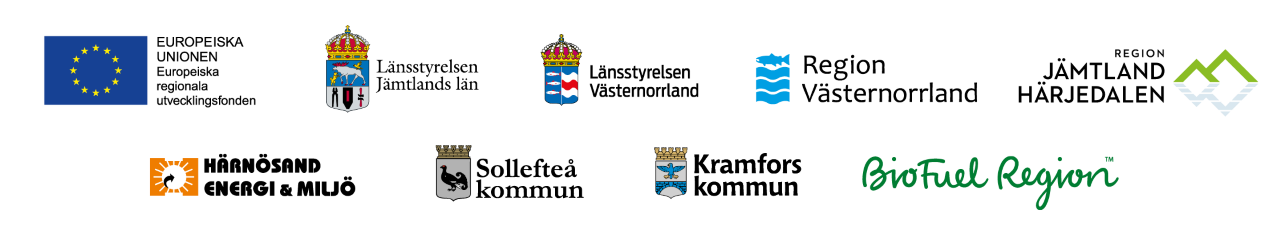 EUROPEISKA
UNIONEN
Europeiska
regionala
utvecklingsfonden
Länsstyrelsen
Jämtlands län
Länsstyrelsen
Västernorrland
Region
Västernorrland
REGION
JÄMTLAND
HÄRJEDALEN
HÄRNÖSAND
ENERGI & MILJÖ
Sollefteå
kommun
Kramfors
kommun
BioFuel Region™